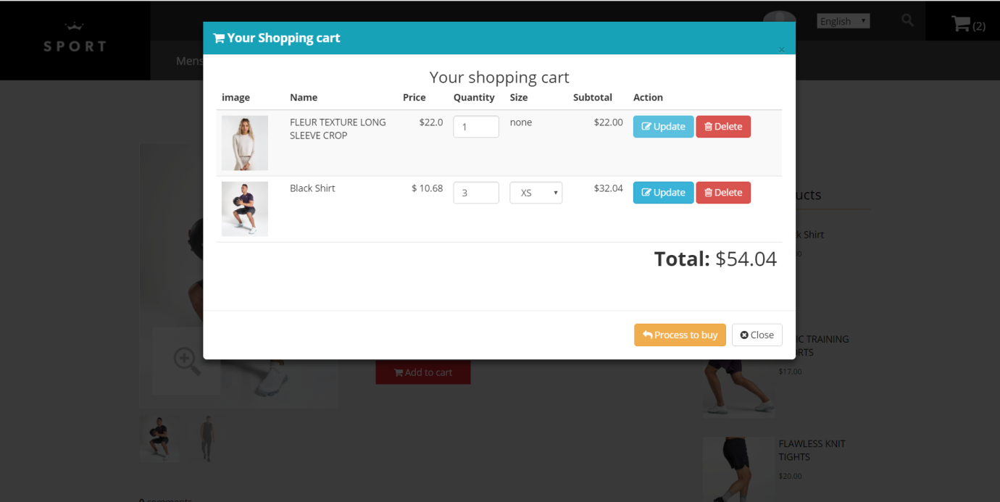 SPORT
Mens
English
(2)
Your Shopping cart
×
Your shopping cart
image Name Price Quantity Size Subtotal Action
FLEUR TEXTURE LONG SLEEVE CROP $22.0 1 none $22.00 Update Delete
Black Shirt $ 10.68 3 XS $32.04 Update Delete
Total: $54.04
Process to buy Close
Add to cart
ucts
k Shirt
IC TRAINING
RTS
$17.00
FLAWLESS KNIT
TIGHTS
$20.00
0 comments